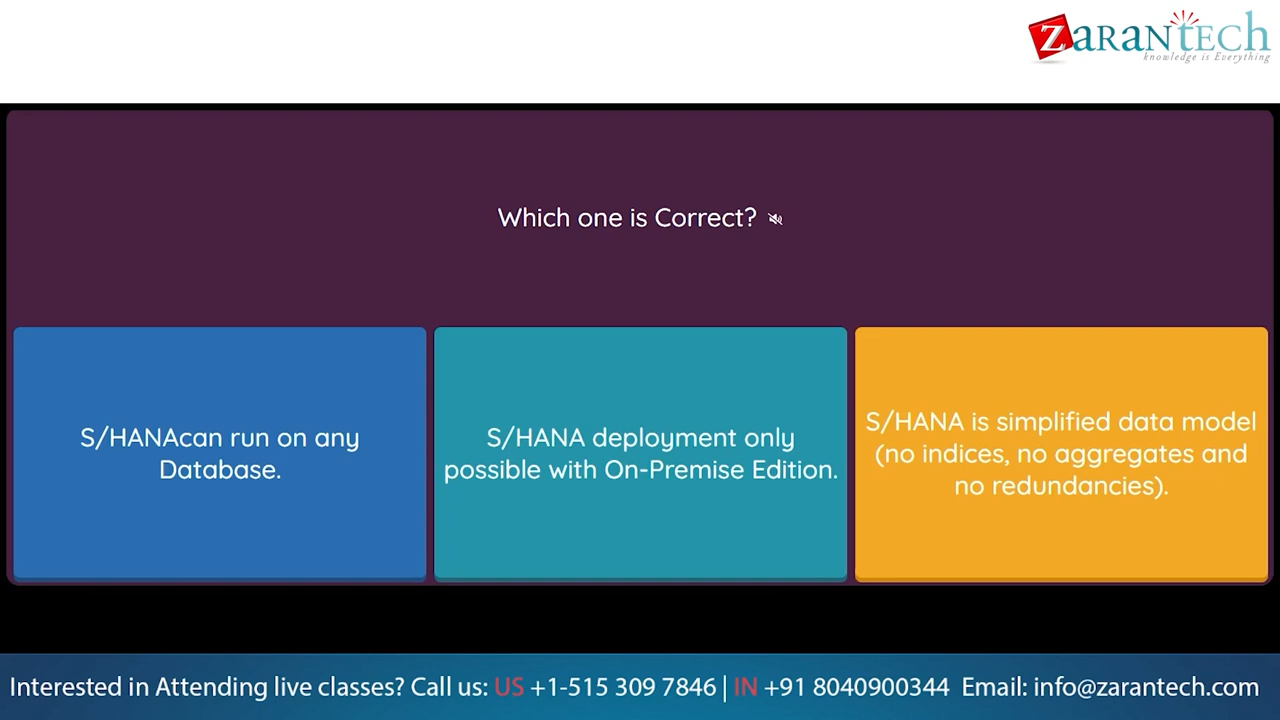 ZARANTECH
knowledge is Everything
Which one is Correct?
S/HANAcan run on any
Database.
S/HANA deployment only
possible with On-Premise Edition.
S/HANA is simplified data model
(no indices, no aggregates and
no redundancies).
Interested in Attending live classes? Call us: US +1-515 309 7846 | IN +91 8040900344 Email: info@zarantech.com